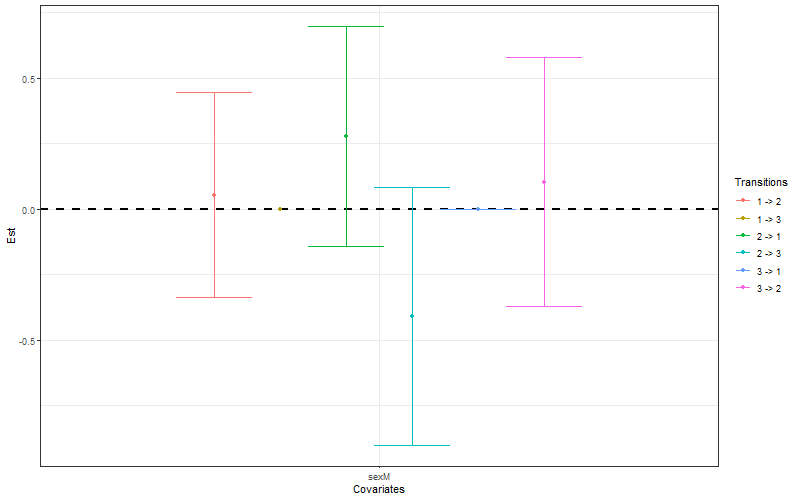 Est
0.5
0.0
-0.5
sexM
Covariates
Transitions
1 -> 2
1 -> 3
2 -> 1
2 -> 3
3 -> 1
3 -> 2